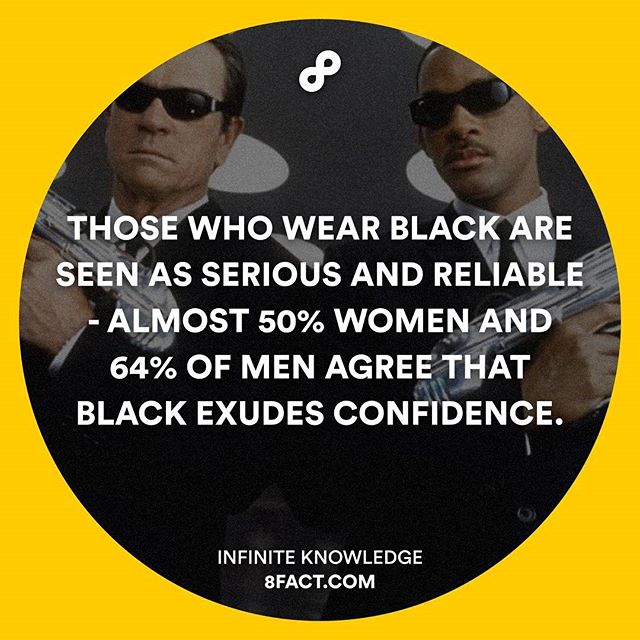 THOSE WHO WEAR BLACK ARE
SEEN AS SERIOUS AND RELIABLE
- ALMOST 50% WOMEN AND
64% OF MEN AGREE THAT
BLACK EXUDES CONFIDENCE.
INFINITE KNOWLEDGE
8FACT.COM